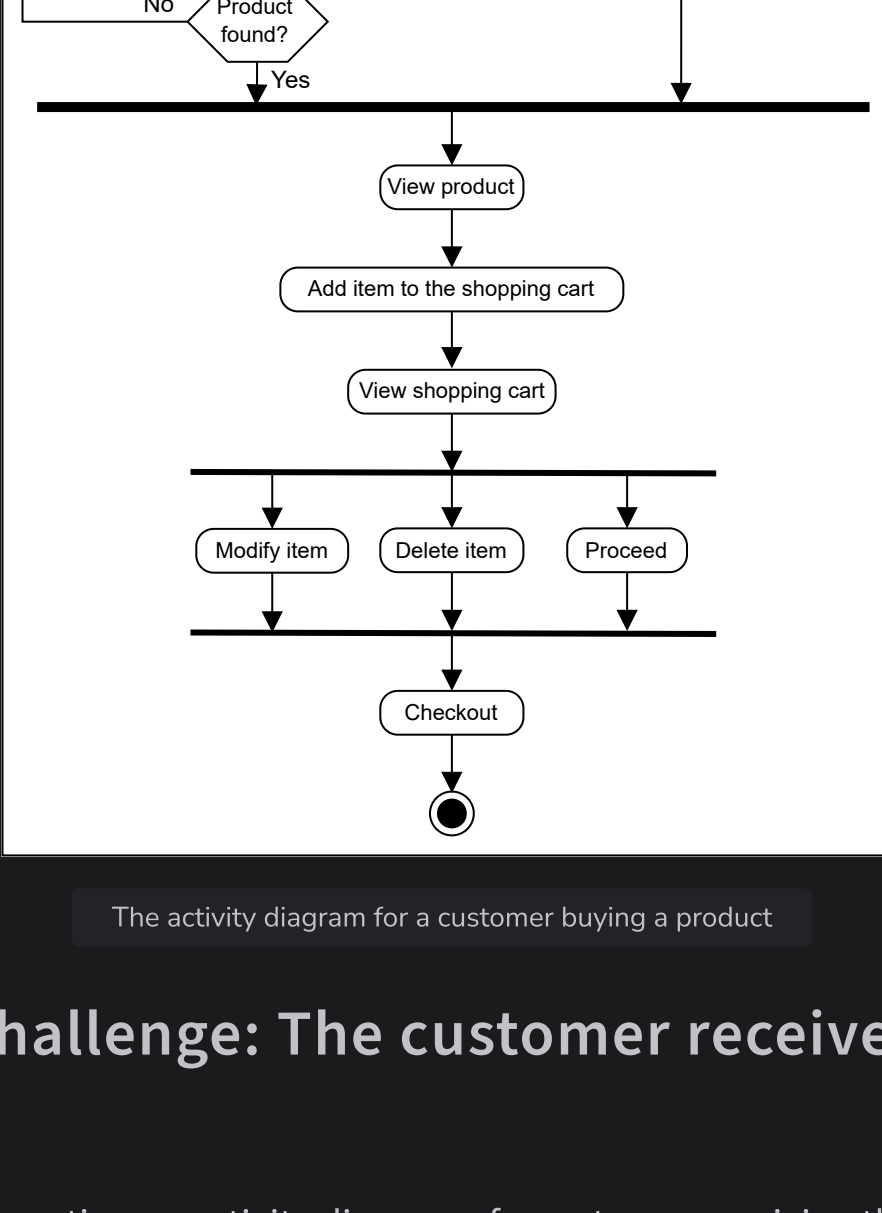 No
Product
found?
Yes
View product
Add item to the shopping cart
View shopping cart
Modify item
Delete item
Proceed
Checkout
The activity diagram for a customer buying a product
hallenge: The customer receive